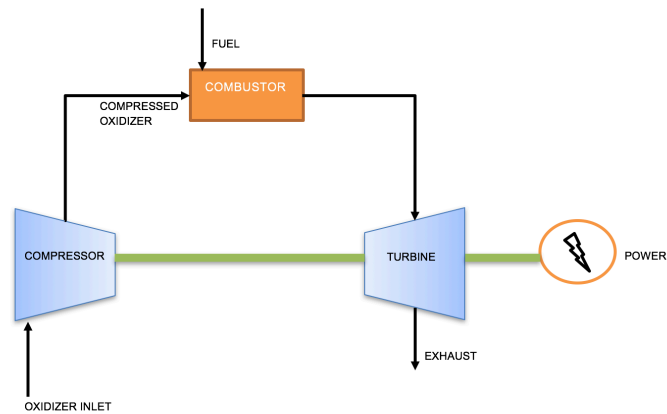 FUEL
COMBUSTOR
COMPRESSED
OXIDIZER
COMPRESSOR
TURBINE
POWER
EXHAUST
OXIDIZER INLET